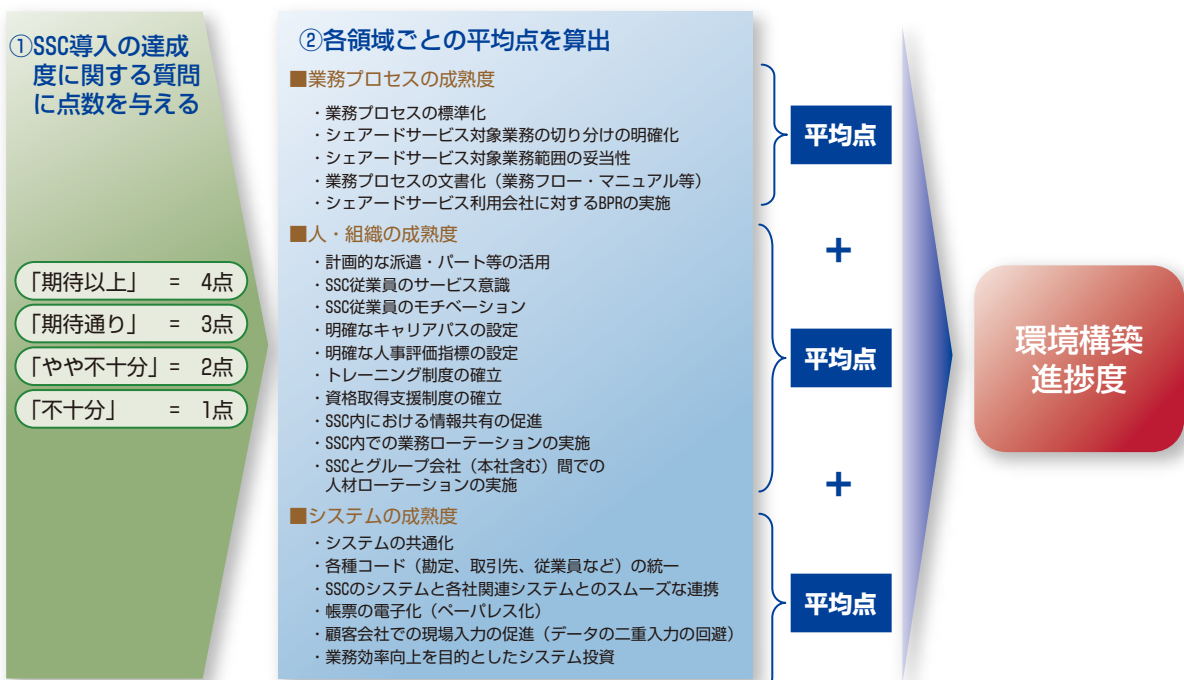 ①SSC導入の達成
度に関する質問
に点数を与える
「期待以上」 = 4点
「期待通り」 = 3点
「やや不十分」= 2点
「不十分」 = 1点
②各領域ごとの平均点を算出
■業務プロセスの成熟度
・業務プロセスの標準化
・シェアードサービス対象業務の切り分けの明確化
・シェアードサービス対象業務範囲の妥当性
・業務プロセスの文書化（業務フロー・マニュアル等）
・シェアードサービス利用会社に対するBPRの実施
■人・組織の成熟度
・計画的な派遣・パート等の活用
・SSC従業員のサービス意識
・SSC従業員のモチベーション
・明確なキャリアパスの設定
・明確な人事評価指標の設定
・トレーニング制度の確立
・資格取得支援制度の確立
・SSC内における情報共有の促進
・SSC内での業務ローテーションの実施
・SSCとグループ会社（本社含む）間での
人材ローテーションの実施
■システムの成熟度
・システムの共通化
・各種コード（勘定、取引先、従業員など）の統一
・SSCのシステムと各社関連システムとのスムーズな連携
・帳票の電子化（ペーパレス化）
・顧客会社での現場入力の促進（データの二重入力の回避）
・業務効率向上を目的としたシステム投資
平均点
+
平均点
+
平均点
環境構築
進捗度